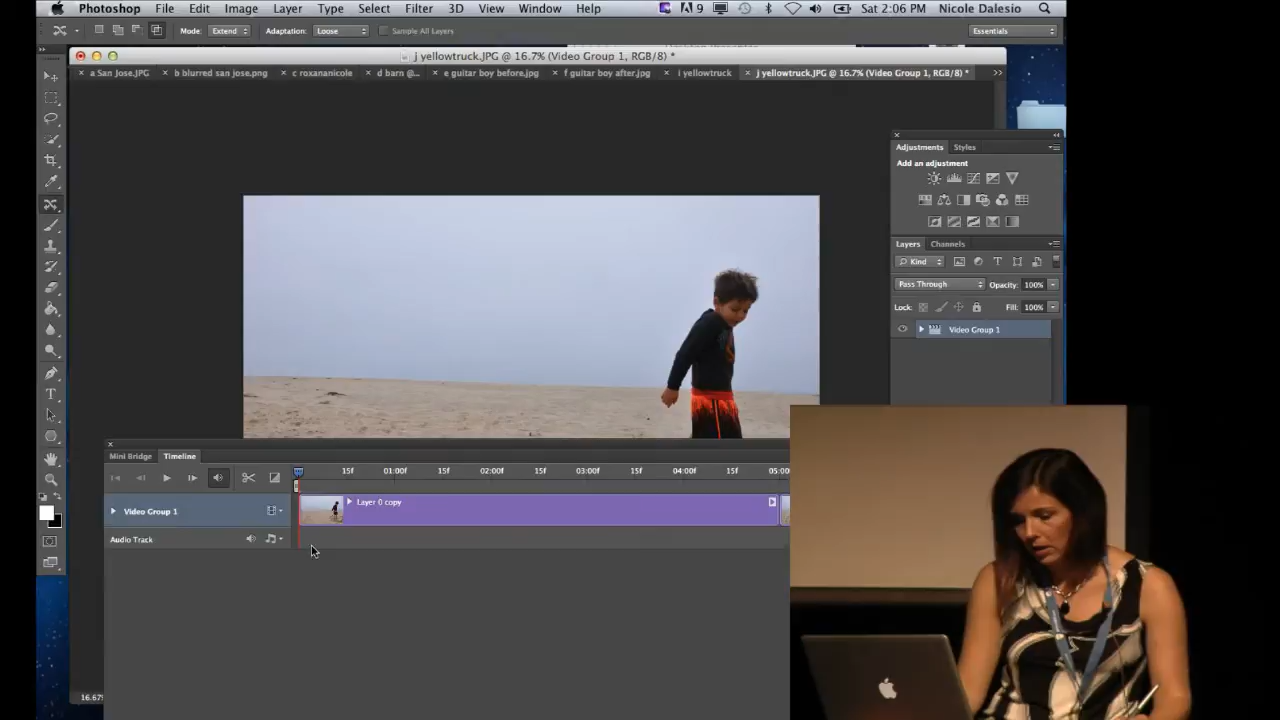 Photoshop File Edit Image Layer Type Select Filter 3D View Window Help 9 Sat 2:06 PM Nicole Dalesio
Mode: Extend Adaptation: Loose Sample All Layers Essentials
j yellowtruck.JPG @ 16.7% (Video Group 1, RGB/8) *
× a San Jose.JPG × b blurred san jose.png × c roxananicole × d barn @... × e guitar boy before.jpg × f guitar boy after.jpg × i yellowtruck × j yellowtruck.JPG @ 16.7% (Video Group 1, RGB/8) * >>
Adjustments Styles
Add an adjustment
Layers Channels
Kind
Pass Through Opacity: 100%
Lock: Fill: 100%
Video Group 1
Mini Bridge Timeline
15f 01:00f 15f 02:00f 15f 03:00f 15f 04:00f 15f 05:0
Layer 0 copy
Video Group 1
Audio Track
16.67%